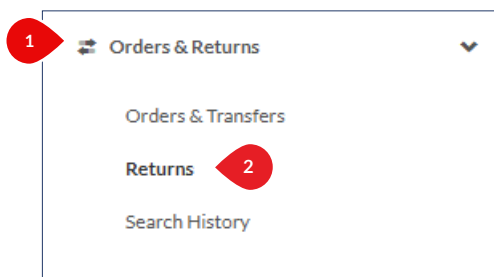 1 Orders & Returns
Orders & Transfers
Returns 2
Search History